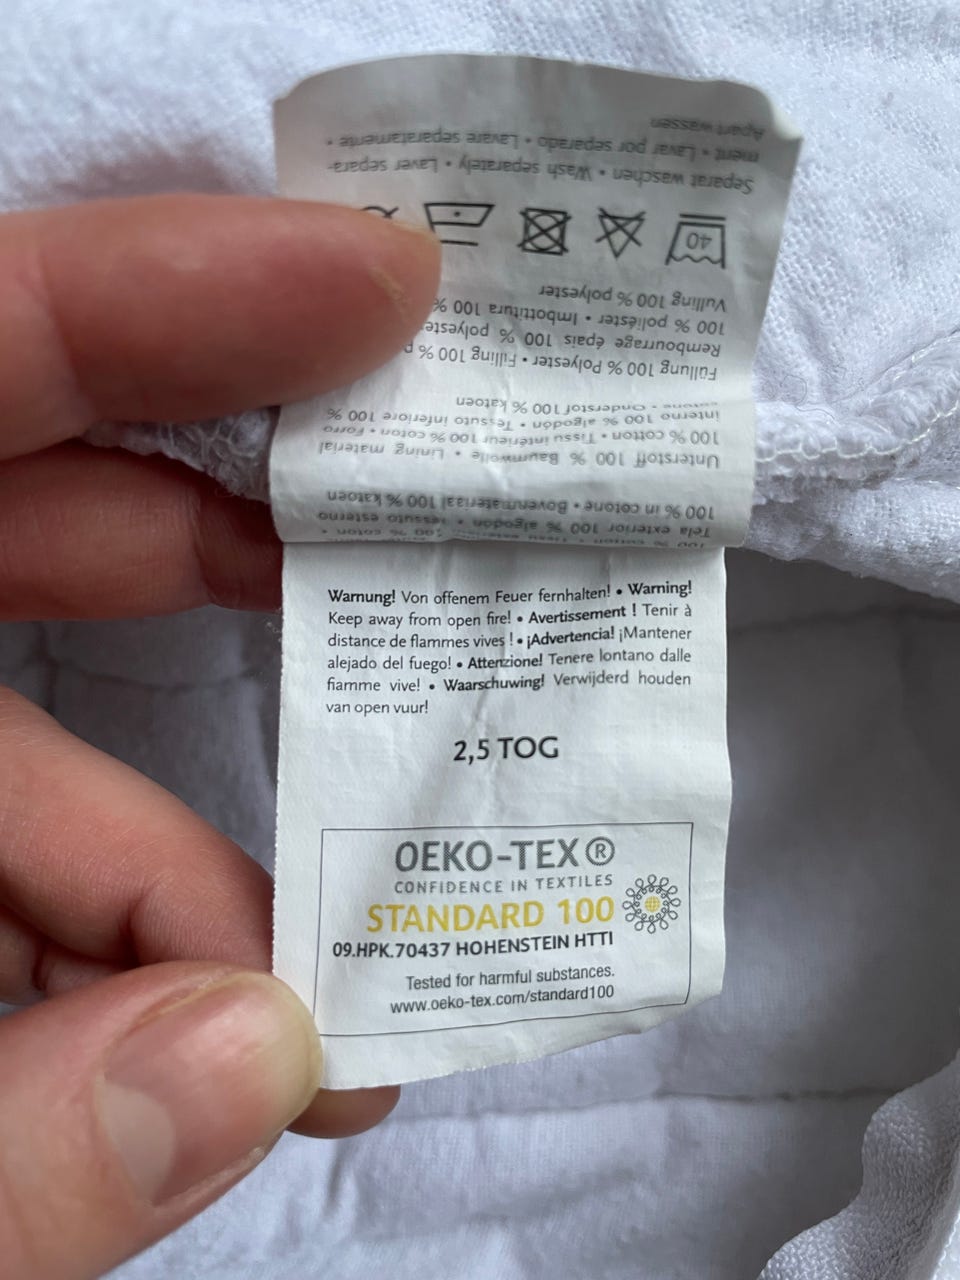 Warnung! Von offenem Feuer fernhalten! • Warning!
Keep away from open fire! • Avertissement ! Tenir à
distance de flammes vives ! • ¡Advertencia! ¡Mantener
alejado del fuego! • Attenzione! Tenere lontano dalle
fiamme vive! • Waarschuwing! Verwijderd houden
van open vuur!
2,5 TOG
OEKO-TEX®
CONFIDENCE IN TEXTILES
STANDARD 100
09.HPK.70437 HOHENSTEIN HTTI
Tested for harmful substances.
www.oeko-tex.com/standard100
Tela exterior 100 % algodón • Tessuto esterno
100 % in cotone • Bovenmateriaal 100 % katoen
Unterstoff 100 % Baumwolle • Lining material
100 % cotton • Tissu intérieur 100 % coton • Forro
interno 100 % algodón • Tessuto inferiore 100 %
cotone • Onderstof 100 % katoen
Füllung 100 % Polyester • Filling 100 %
Rembourrage épais 100 %
100 % poliéster • Imbottitura 100 %
Vulling 100 % polyester
40
Separat waschen • Wash separately • Laver separa-
ment • Lavar por separado • Lavare separatamente •
Apart wassen